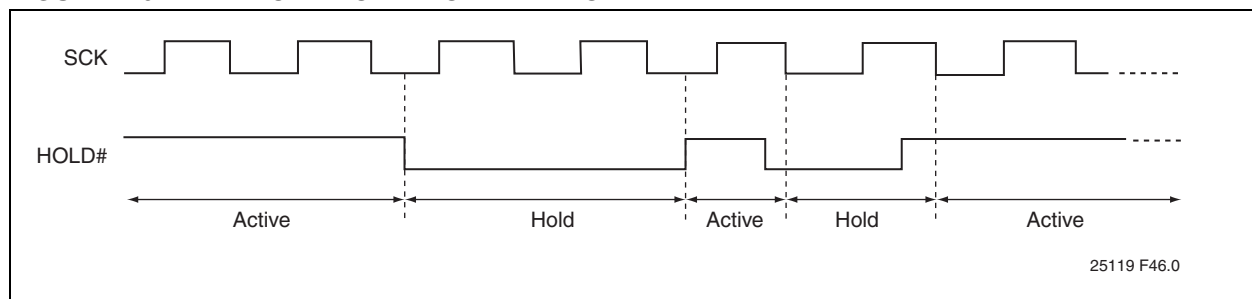 SCK
HOLD#
Active Hold Active Hold Active
25119 F46.0